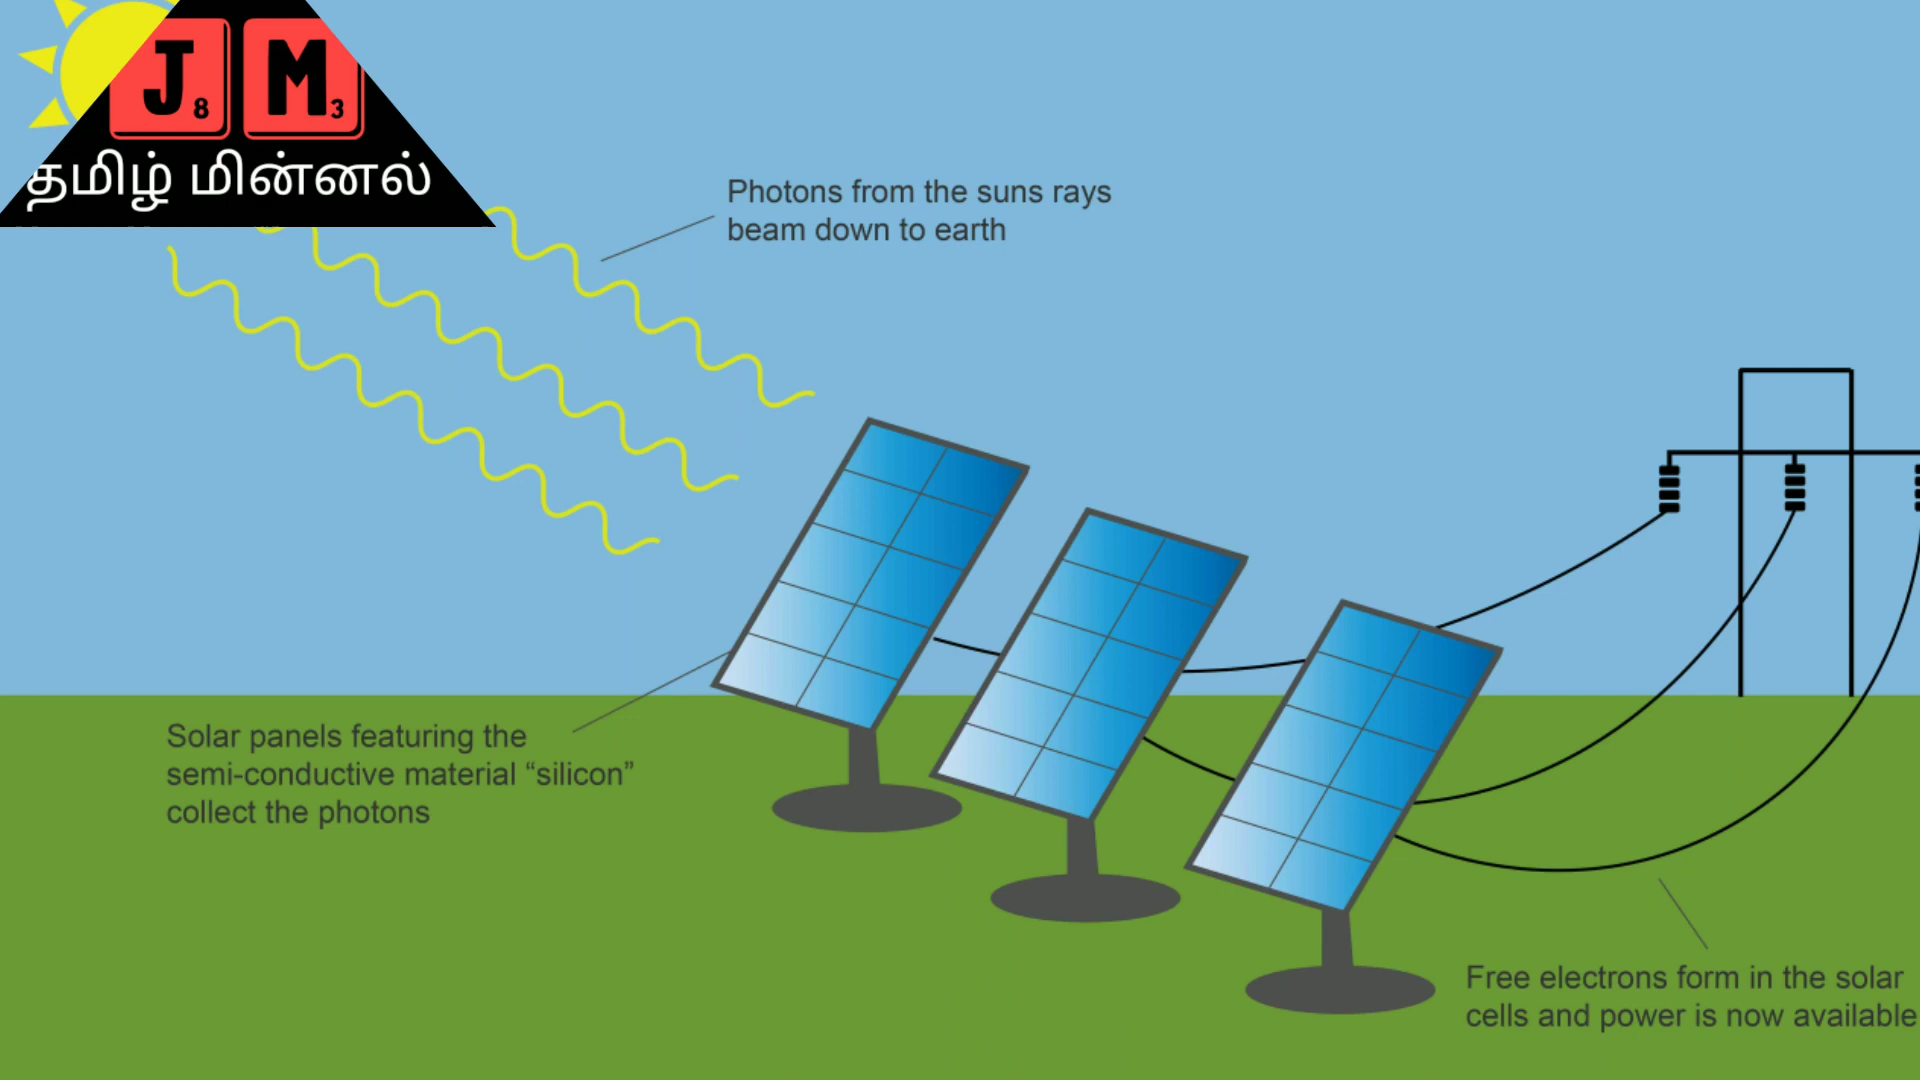 J8 M3
தமிழ் மின்னல்
Photons from the suns rays
beam down to earth
Solar panels featuring the
semi-conductive material “silicon”
collect the photons
Free electrons form in the solar
cells and power is now available